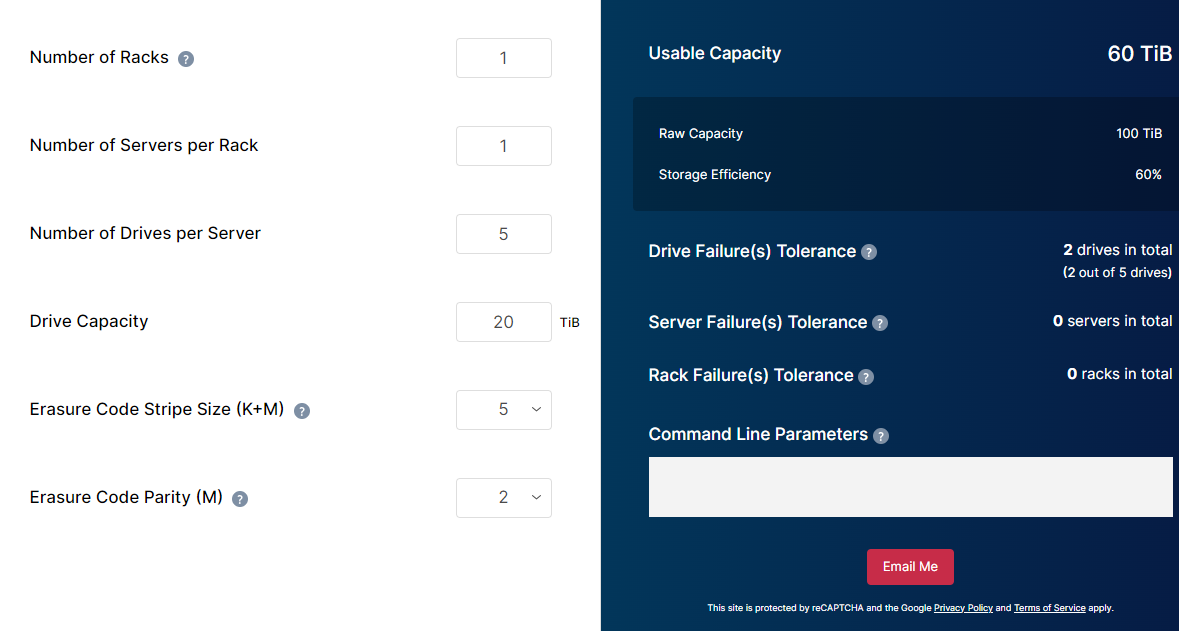 Number of Racks ?
1
Number of Servers per Rack
1
Number of Drives per Server
5
Drive Capacity
20 TiB
Erasure Code Stripe Size (K+M) ?
5
Erasure Code Parity (M) ?
2
Usable Capacity
60 TiB
Raw Capacity
100 TiB
Storage Efficiency
60%
Drive Failure(s) Tolerance ?
2 drives in total
(2 out of 5 drives)
Server Failure(s) Tolerance ?
0 servers in total
Rack Failure(s) Tolerance ?
0 racks in total
Command Line Parameters ?
Email Me
This site is protected by reCAPTCHA and the Google Privacy Policy and Terms of Service apply.